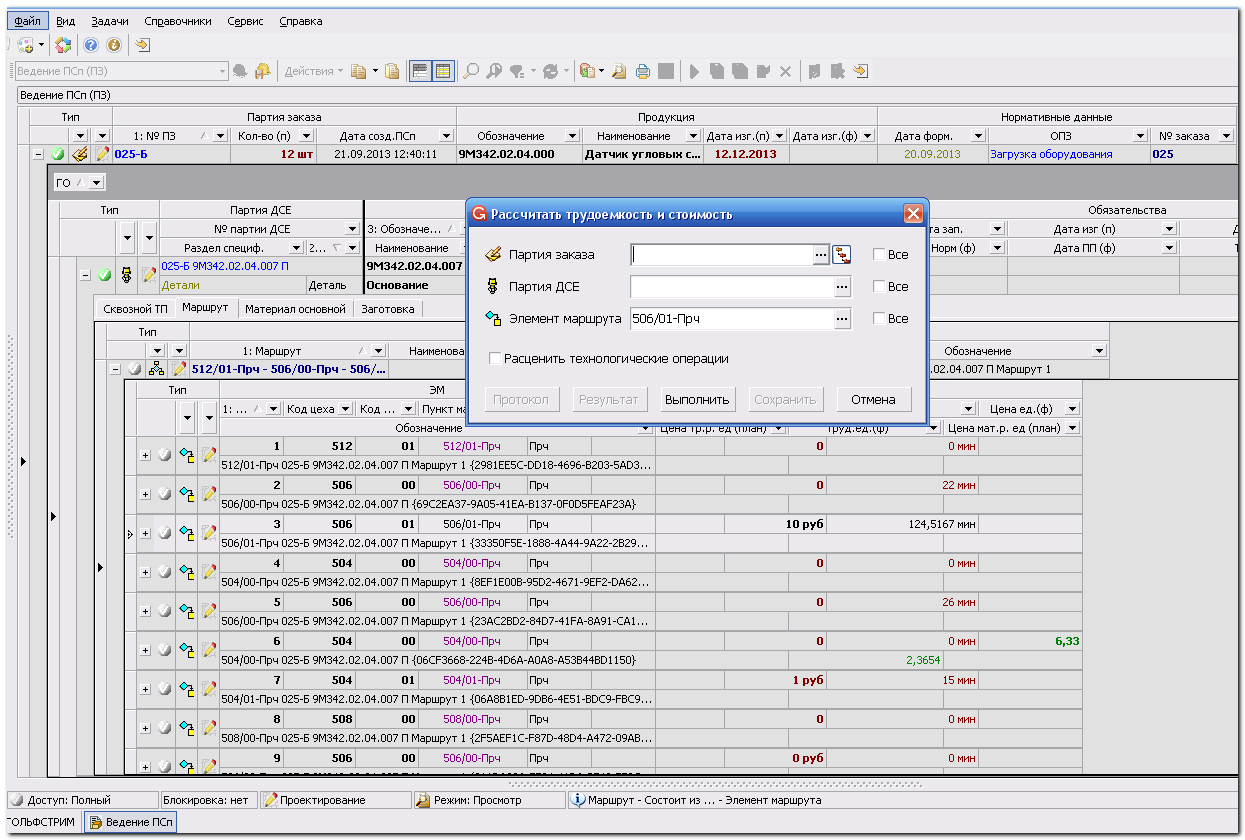 Файл Вид Задачи Справочники Сервис Справка
Ведение ПСп (ПЗ) Действия
Ведение ПСп (ПЗ)
Тип Партия заказа Продукция Нормативные данные
1: № ПЗ Кол-во (п) Дата созд.ПСп Обозначение Наименование Дата изг.(п) Дата изг.(ф) Дата форм. ОПЗ № заказа
025-Б 12 шт 21.09.2013 12:40:11 9М342.02.04.000 Датчик угловых с... 12.12.2013 20.09.2013 Загрузка оборудования 025
ГО
Рассчитать трудоемкость и стоимость
Партия заказа Все
Партия ДСЕ Все
Элемент маршрута 506/01-Прч Все
Расценить технологические операции
Протокол Результат Выполнить Сохранить Отмена
Тип Партия ДСЕ Обязательства
№ партии ДСЕ 3: Обозначе... та зап. Дата изг (п)
Раздел специф. 2... Наименование Норм (ф) Дата ПП (ф)
025-Б 9М342.02.04.007 П 9М342.02.04.007
Детали Деталь Основание
Сквозной ТП Маршрут Материал основной Заготовка
Тип
1: Маршрут Наименова Обозначение
512/01-Прч - 506/00-Прч - 506/... .02.04.007 П Маршрут 1
Тип ЭМ
1: ... Код цеха Код ... Пункт ма Цена ед.(ф)
Обозначение Цена тр.р. ед (план) Труд.ед.(ф) Цена мат.р. ед (план)
1 512 01 512/01-Прч Прч 0 0 мин
512/01-Прч 025-Б 9М342.02.04.007 П Маршрут 1 {2981EE5C-DD18-4696-B203-5AD3...
2 506 00 506/00-Прч Прч 0 22 мин
506/00-Прч 025-Б 9М342.02.04.007 П {69C2EA37-9A05-41EA-B137-0F0D5FEAF23A}
3 506 01 506/01-Прч Прч 10 руб 124,5167 мин
506/01-Прч 025-Б 9М342.02.04.007 П Маршрут 1 {33350F5E-1888-4A44-9A22-2B29...
4 504 00 504/00-Прч Прч 0 0 мин
504/00-Прч 025-Б 9М342.02.04.007 П Маршрут 1 {8EF1E00B-95D2-4671-9EF2-DA62...
5 506 00 506/00-Прч Прч 0 26 мин
506/00-Прч 025-Б 9М342.02.04.007 П Маршрут 1 {23AC2BD2-84D7-41FA-8A91-CA1...
6 504 00 504/00-Прч Прч 0 0 мин 6,33
504/00-Прч 025-Б 9М342.02.04.007 П {06CF3668-224B-4D6A-A0A8-A53B44BD1150} 2,3654
7 504 01 504/01-Прч Прч 1 руб 15 мин
504/01-Прч 025-Б 9М342.02.04.007 П Маршрут 1 {06A8B1ED-9DB6-4E51-BDC9-FBC9...
8 508 00 508/00-Прч Прч 0 0 мин
508/00-Прч 025-Б 9М342.02.04.007 П Маршрут 1 {2F5AEF1C-F87D-48D4-A472-09AB...
9 506 00 506/00-Прч Прч 0 руб 0 мин
Доступ: Полный Блокировка: нет Проектирование Режим: Просмотр Маршрут - Состоит из ... - Элемент маршрута
ГОЛЬФСТРИМ Ведение ПСп